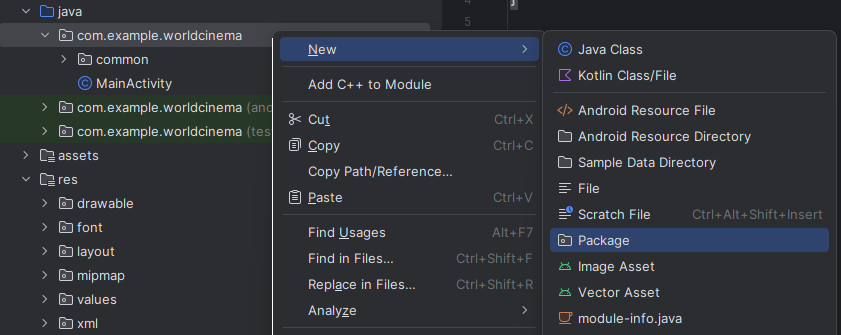 java
com.example.worldcinema
common
MainActivity
com.example.worldcinema (and
com.example.worldcinema (tes
assets
res
drawable
font
layout
mipmap
values
xml
4
5
New
Add C++ to Module
Cut Ctrl+X
Copy Ctrl+C
Copy Path/Reference...
Paste Ctrl+V
Find Usages Alt+F7
Find in Files... Ctrl+Shift+F
Replace in Files... Ctrl+Shift+R
Analyze
Java Class
Kotlin Class/File
Android Resource File
Android Resource Directory
Sample Data Directory
File
Scratch File Ctrl+Alt+Shift+Insert
Package
Image Asset
Vector Asset
module-info.java